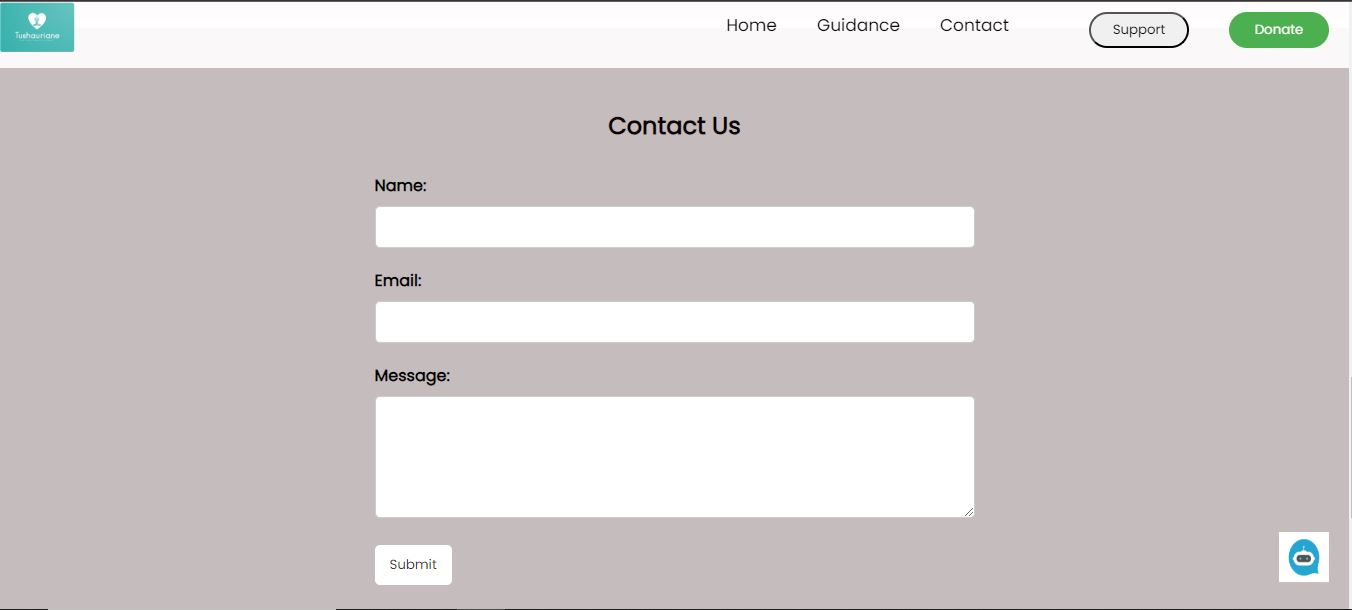 Tushauriane
Home Guidance Contact Support Donate
Contact Us
Name:
Email:
Message:
Submit